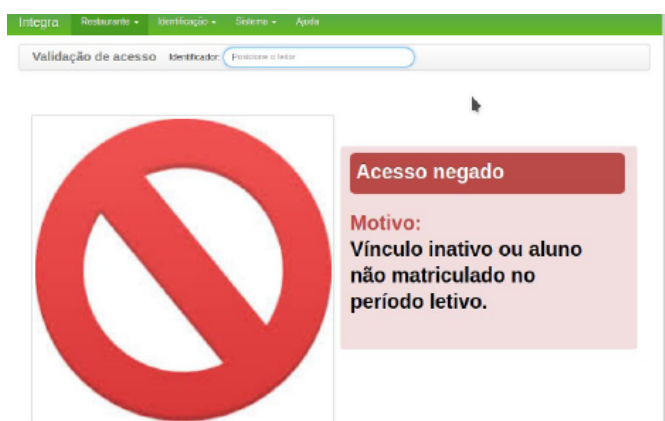 Integra Restaurante Identificação Sistema Ajuda
Validação de acesso Identificador: Posicione o leitor
Acesso negado
Motivo:
Vínculo inativo ou aluno
não matriculado no
período letivo.